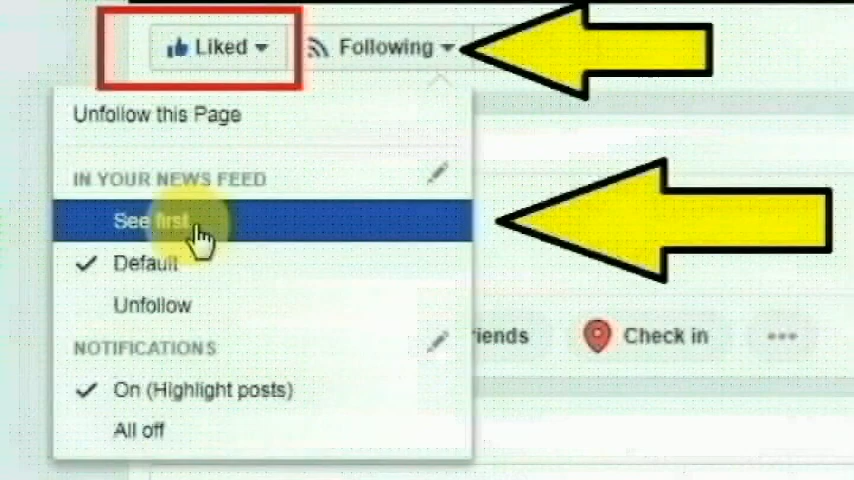 Liked
Following
Unfollow this Page
IN YOUR NEWS FEED
See first
Default
Unfollow
NOTIFICATIONS
riends
Check in
On (Highlight posts)
All off